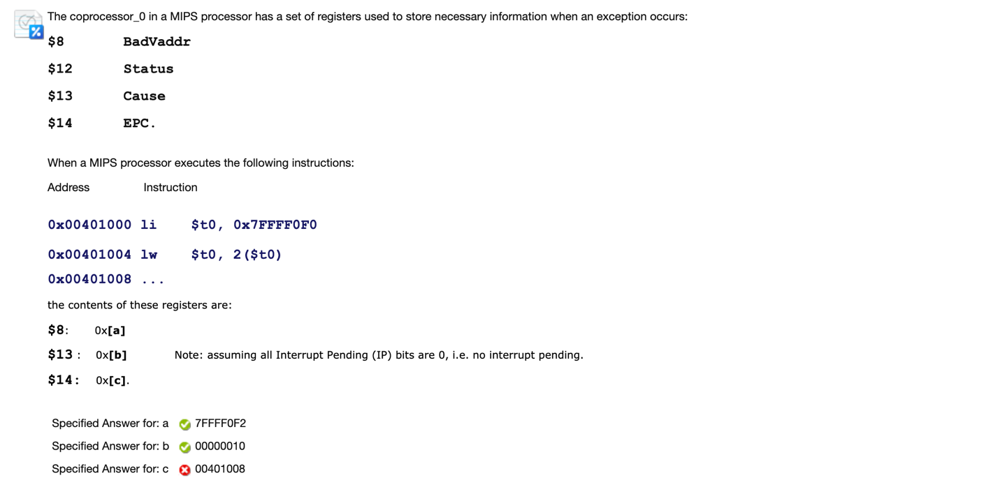 The coprocessor_0 in a MIPS processor has a set of registers used to store necessary information when an exception occurs:
$8 BadVaddr
$12 Status
$13 Cause
$14 EPC.
When a MIPS processor executes the following instructions:
Address Instruction
0x00401000 li $t0, 0x7FFFF0F0
0x00401004 lw $t0, 2($t0)
0x00401008 ...
the contents of these registers are:
$8: 0x[a]
$13: 0x[b] Note: assuming all Interrupt Pending (IP) bits are 0, i.e. no interrupt pending.
$14: 0x[c].
Specified Answer for: a 7FFFF0F2
Specified Answer for: b 00000010
Specified Answer for: c 00401008